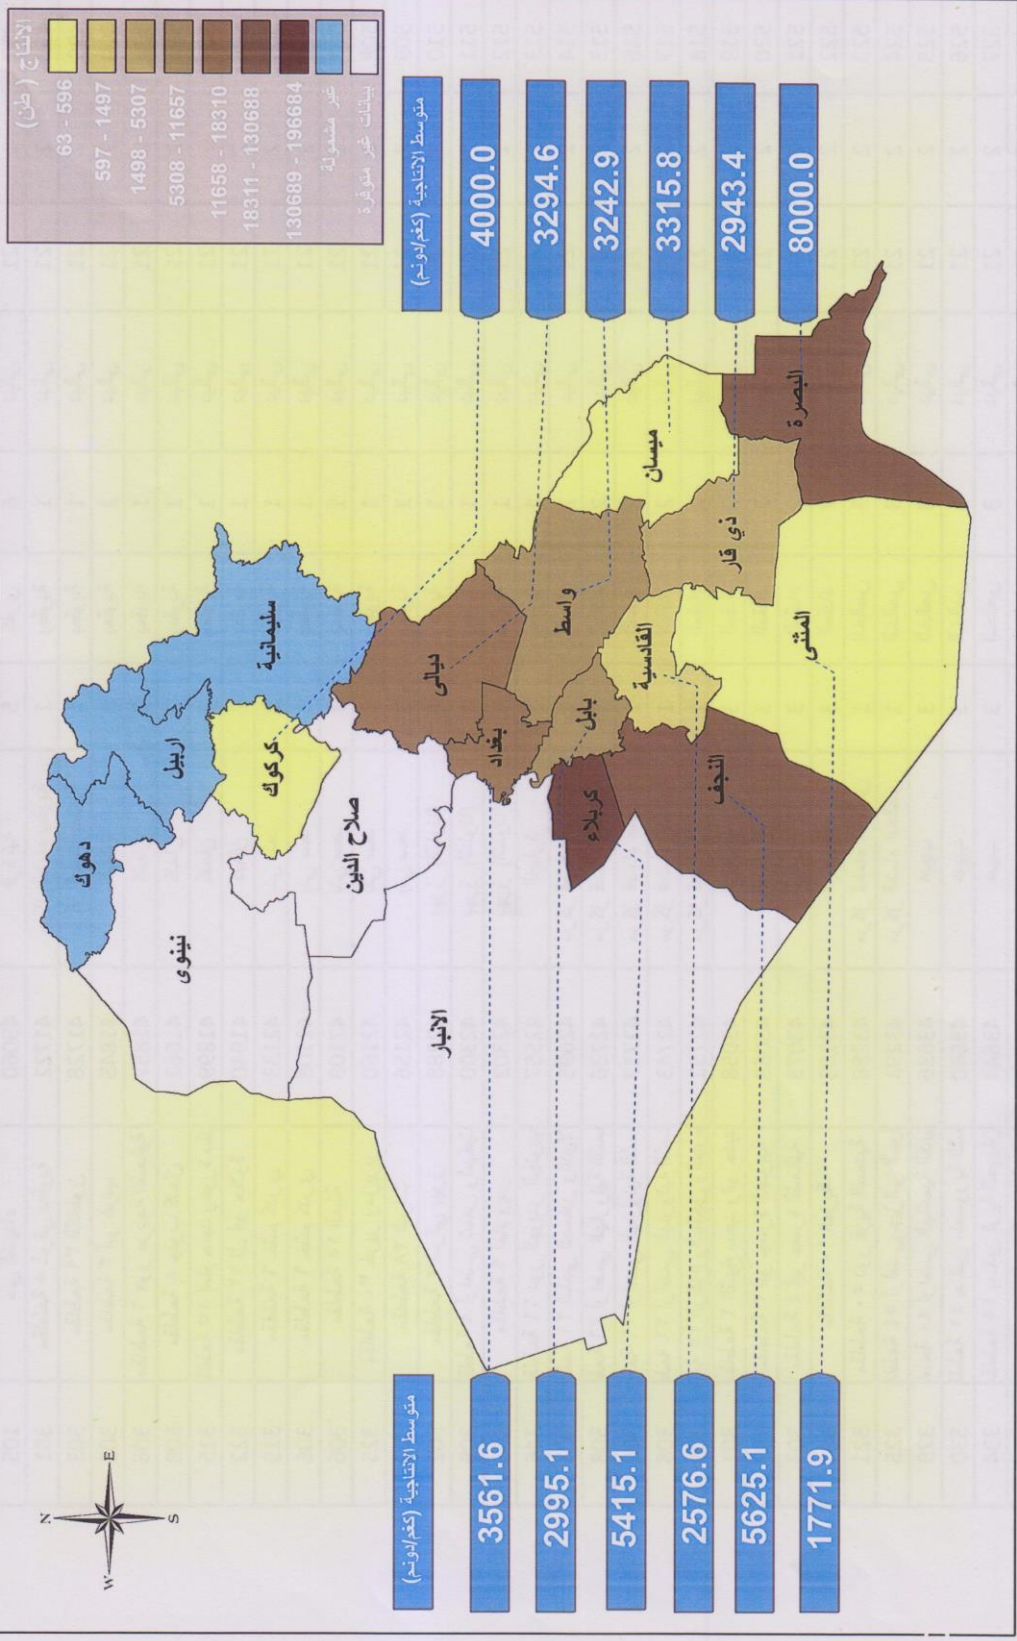 الانتاج (طن)
63 - 596
597 - 1497
1498 - 5307
5308 - 11657
11658 - 18310
18311 - 130688
130689 - 196684
غير مشمولة
بيانات غير متوفرة
متوسط الانتاجية (كغم/دونم)
4000.0
3294.6
3242.9
3315.8
2943.4
8000.0
دهوك
اربيل
سليمانية
نينوى
كركوك
صلاح الدين
ديالى
الانبار
بغداد
واسط
بابل
كربلاء
القادسية
ميسان
ذي قار
النجف
المثنى
البصرة
متوسط الانتاجية (كغم/دونم)
3561.6
2995.1
5415.1
2576.6
5625.1
1771.9
N
W E
S